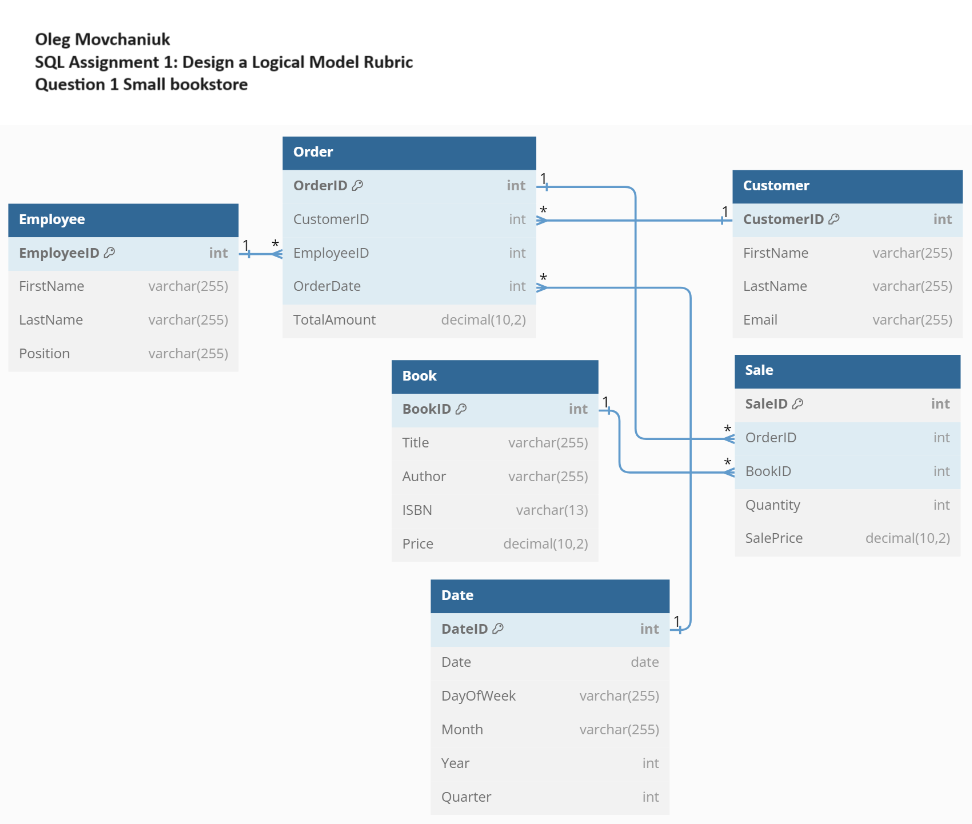 Oleg Movchaniuk
SQL Assignment 1: Design a Logical Model Rubric
Question 1 Small bookstore
Employee
EmployeeID int
FirstName varchar(255)
LastName varchar(255)
Position varchar(255)
1 *
Order
OrderID int
CustomerID int
EmployeeID int
OrderDate int
TotalAmount decimal(10,2)
1
* 1
*
Customer
CustomerID int
FirstName varchar(255)
LastName varchar(255)
Email varchar(255)
Book
BookID int
Title varchar(255)
Author varchar(255)
ISBN varchar(13)
Price decimal(10,2)
1
*
*
Sale
SaleID int
OrderID int
BookID int
Quantity int
SalePrice decimal(10,2)
Date
DateID int
Date date
DayOfWeek varchar(255)
Month varchar(255)
Year int
Quarter int
1